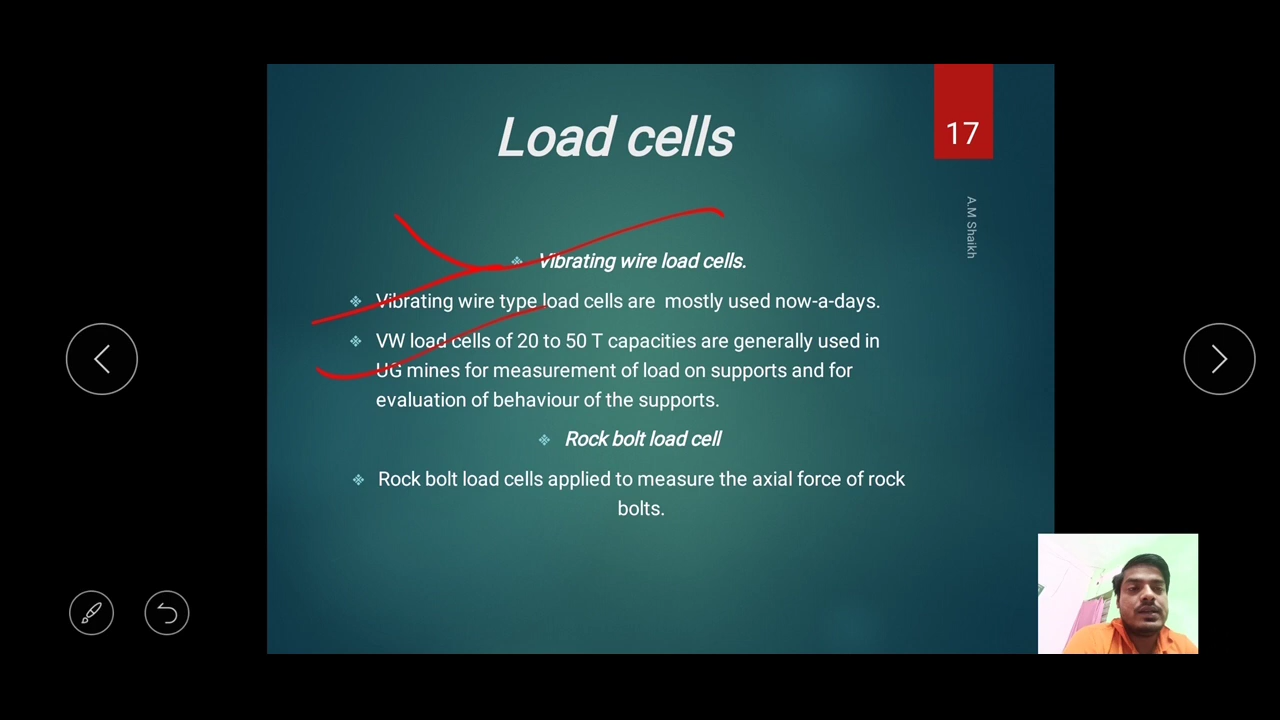 Load cells
17
A.M Shaikh
Vibrating wire load cells.
Vibrating wire type load cells are mostly used now-a-days.
VW load cells of 20 to 50 T capacities are generally used in
UG mines for measurement of load on supports and for
evaluation of behaviour of the supports.
Rock bolt load cell
Rock bolt load cells applied to measure the axial force of rock
bolts.